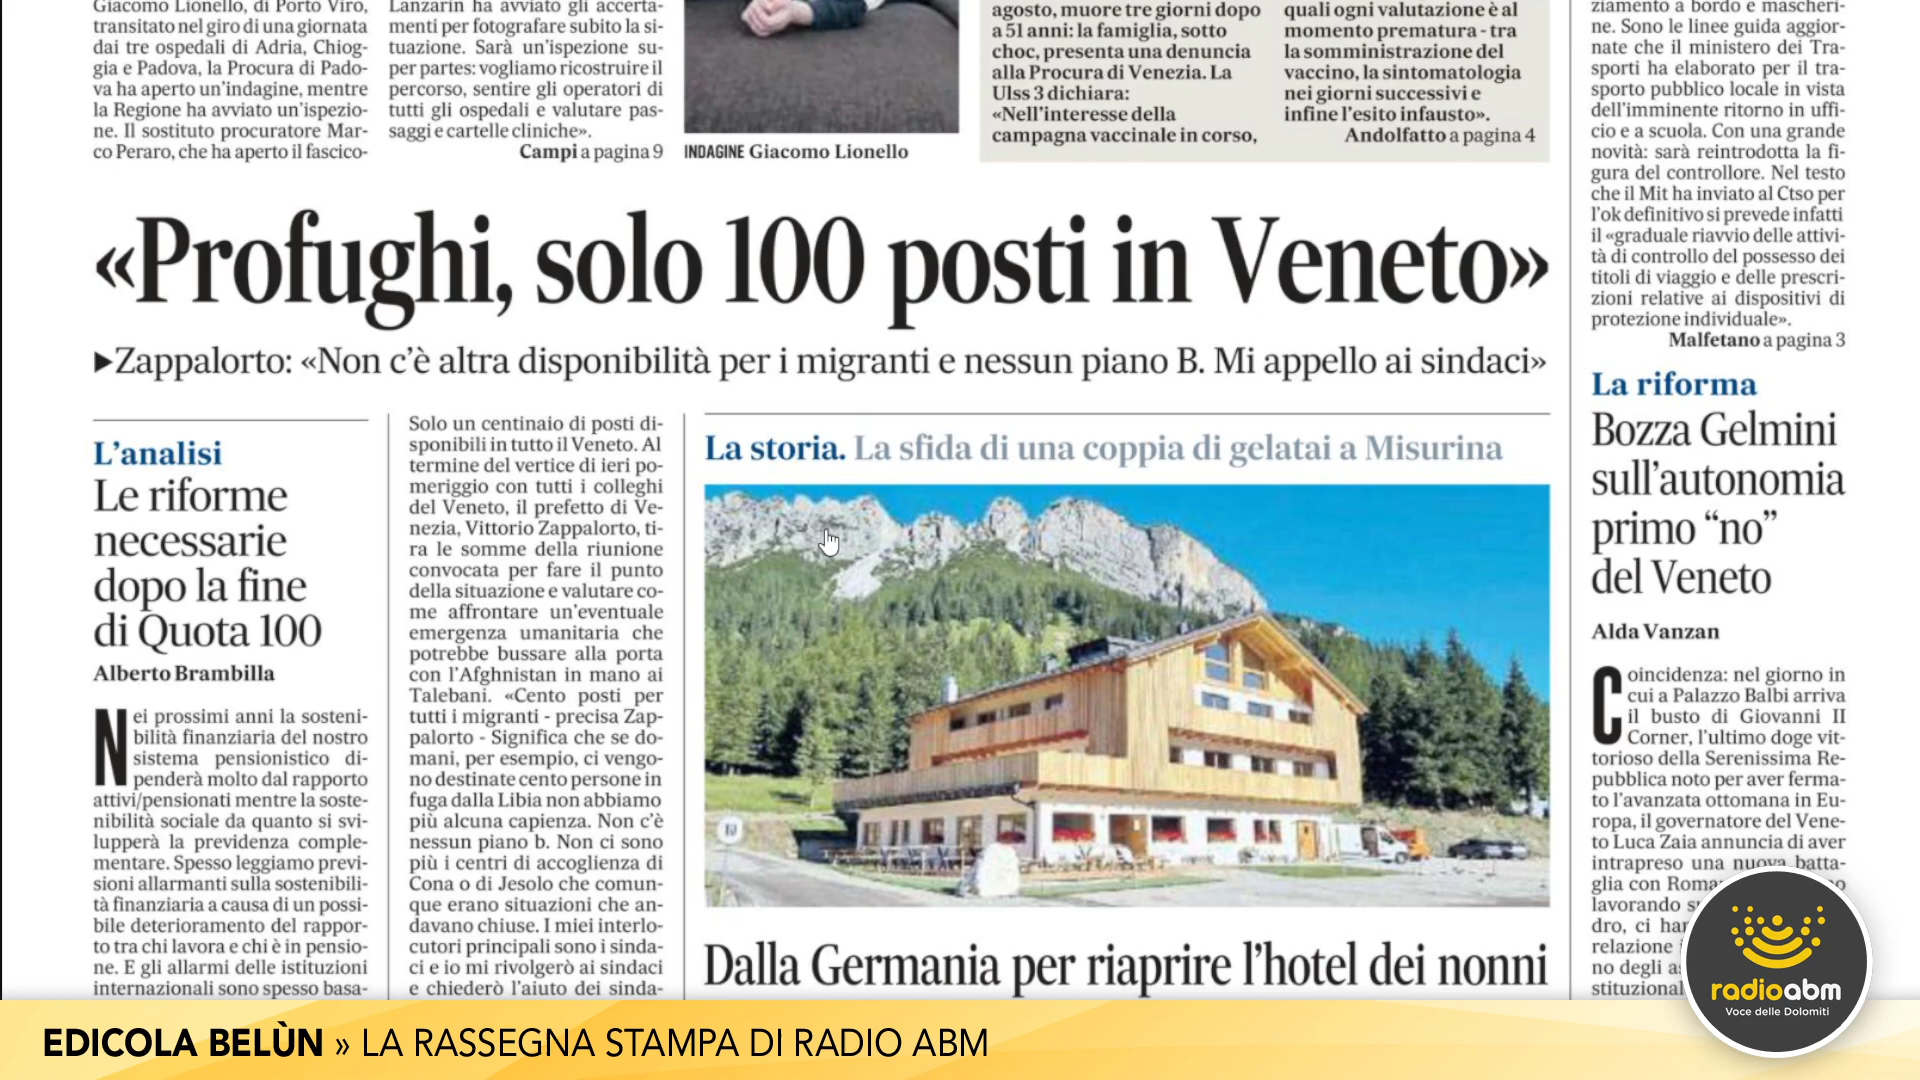 Giacomo Lionello, di Porto Viro,
transitato nel giro di una giornata
dai tre ospedali di Adria, Chiog-
gia e Padova, la Procura di Pado-
va ha aperto un'indagine, mentre
la Regione ha avviato un'ispezio-
ne. Il sostituto procuratore Mar-
co Peraro, che ha aperto il fascico-
Lanzarin ha avviato gli accerta-
menti per fotografare subito la si-
tuazione. Sarà un'ispezione su-
per partes: vogliamo ricostruire il
percorso, sentire gli operatori di
tutti gli ospedali e valutare pas-
saggi e cartelle cliniche».
Campi a pagina 9
INDAGINE Giacomo Lionello
agosto, muore tre giorni dopo
a 51 anni: la famiglia, sotto
choc, presenta una denuncia
alla Procura di Venezia. La
Ulss 3 dichiara:
«Nell'interesse della
campagna vaccinale in corso,
quali ogni valutazione è al
momento prematura - tra
la somministrazione del
vaccino, la sintomatologia
nei giorni successivi e
infine l'esito infausto».
Andolfatto a pagina 4
ziamento a bordo e mascheri-
ne. Sono le linee guida aggior-
nate che il ministero dei Tra-
sporti ha elaborato per il tra-
sporto pubblico locale in vista
dell'imminente ritorno in uffi-
cio e a scuola. Con una grande
novità: sarà reintrodotta la fi-
gura del controllore. Nel testo
che il Mit ha inviato al Ctso per
l'ok definitivo si prevede infatti
il «graduale riavvio delle attivi-
tà di controllo del possesso dei
titoli di viaggio e delle prescri-
zioni relative ai dispositivi di
protezione individuale».
Malfetano a pagina 3
«Profughi, solo 100 posti in Veneto»
▶Zappalorto: «Non c'è altra disponibilità per i migranti e nessun piano B. Mi appello ai sindaci»
L'analisi
Le riforme
necessarie
dopo la fine
di Quota 100
Alberto Brambilla
Nei prossimi anni la sosteni-
bilità finanziaria del nostro
sistema pensionistico di-
penderà molto dal rapporto
attivi/pensionati mentre la soste-
nibilità sociale da quanto si svi-
lupperà la previdenza comple-
mentare. Spesso leggiamo previ-
sioni allarmanti sulla sostenibili-
tà finanziaria a causa di un possi-
bile deterioramento del rappor-
to tra chi lavora e chi è in pensio-
ne. E gli allarmi delle istituzioni
internazionali sono spesso basa-
Solo un centinaio di posti di-
sponibili in tutto il Veneto. Al
termine del vertice di ieri po-
meriggio con tutti i colleghi
del Veneto, il prefetto di Ve-
nezia, Vittorio Zappalorto, ti-
ra le somme della riunione
convocata per fare il punto
della situazione e valutare co-
me affrontare un'eventuale
emergenza umanitaria che
potrebbe bussare alla porta
con l'Afghnistan in mano ai
Talebani. «Cento posti per
tutti i migranti - precisa Zap-
palorto - Significa che se do-
mani, per esempio, ci vengo-
no destinate cento persone in
fuga dalla Libia non abbiamo
più alcuna capienza. Non c'è
nessun piano b. Non ci sono
più i centri di accoglienza di
Cona o di Jesolo che comun-
que erano situazioni che an-
davano chiuse. I miei interlo-
cutori principali sono i sinda-
ci e io mi rivolgerò ai sindaci
e chiederò l'aiuto dei sinda-
La storia. La sfida di una coppia di gelatai a Misurina
Dalla Germania per riaprire l'hotel dei nonni
La riforma
Bozza Gelmini
sull'autonomia
primo “no”
del Veneto
Alda Vanzan
Coincidenza: nel giorno in
cui a Palazzo Balbi arriva
il busto di Giovanni II
Corner, l'ultimo doge vit-
torioso della Serenissima Re-
pubblica noto per aver ferma-
to l'avanzata ottomana in Eu-
ropa, il governatore del Vene-
to Luca Zaia annuncia di aver
intrapreso una nuova batta-
glia con Roma
lavorando
dro, ci
relazione
no degli
stituzional
radioabm
Voce delle Dolomiti
EDICOLA BELÙN » LA RASSEGNA STAMPA DI RADIO ABM